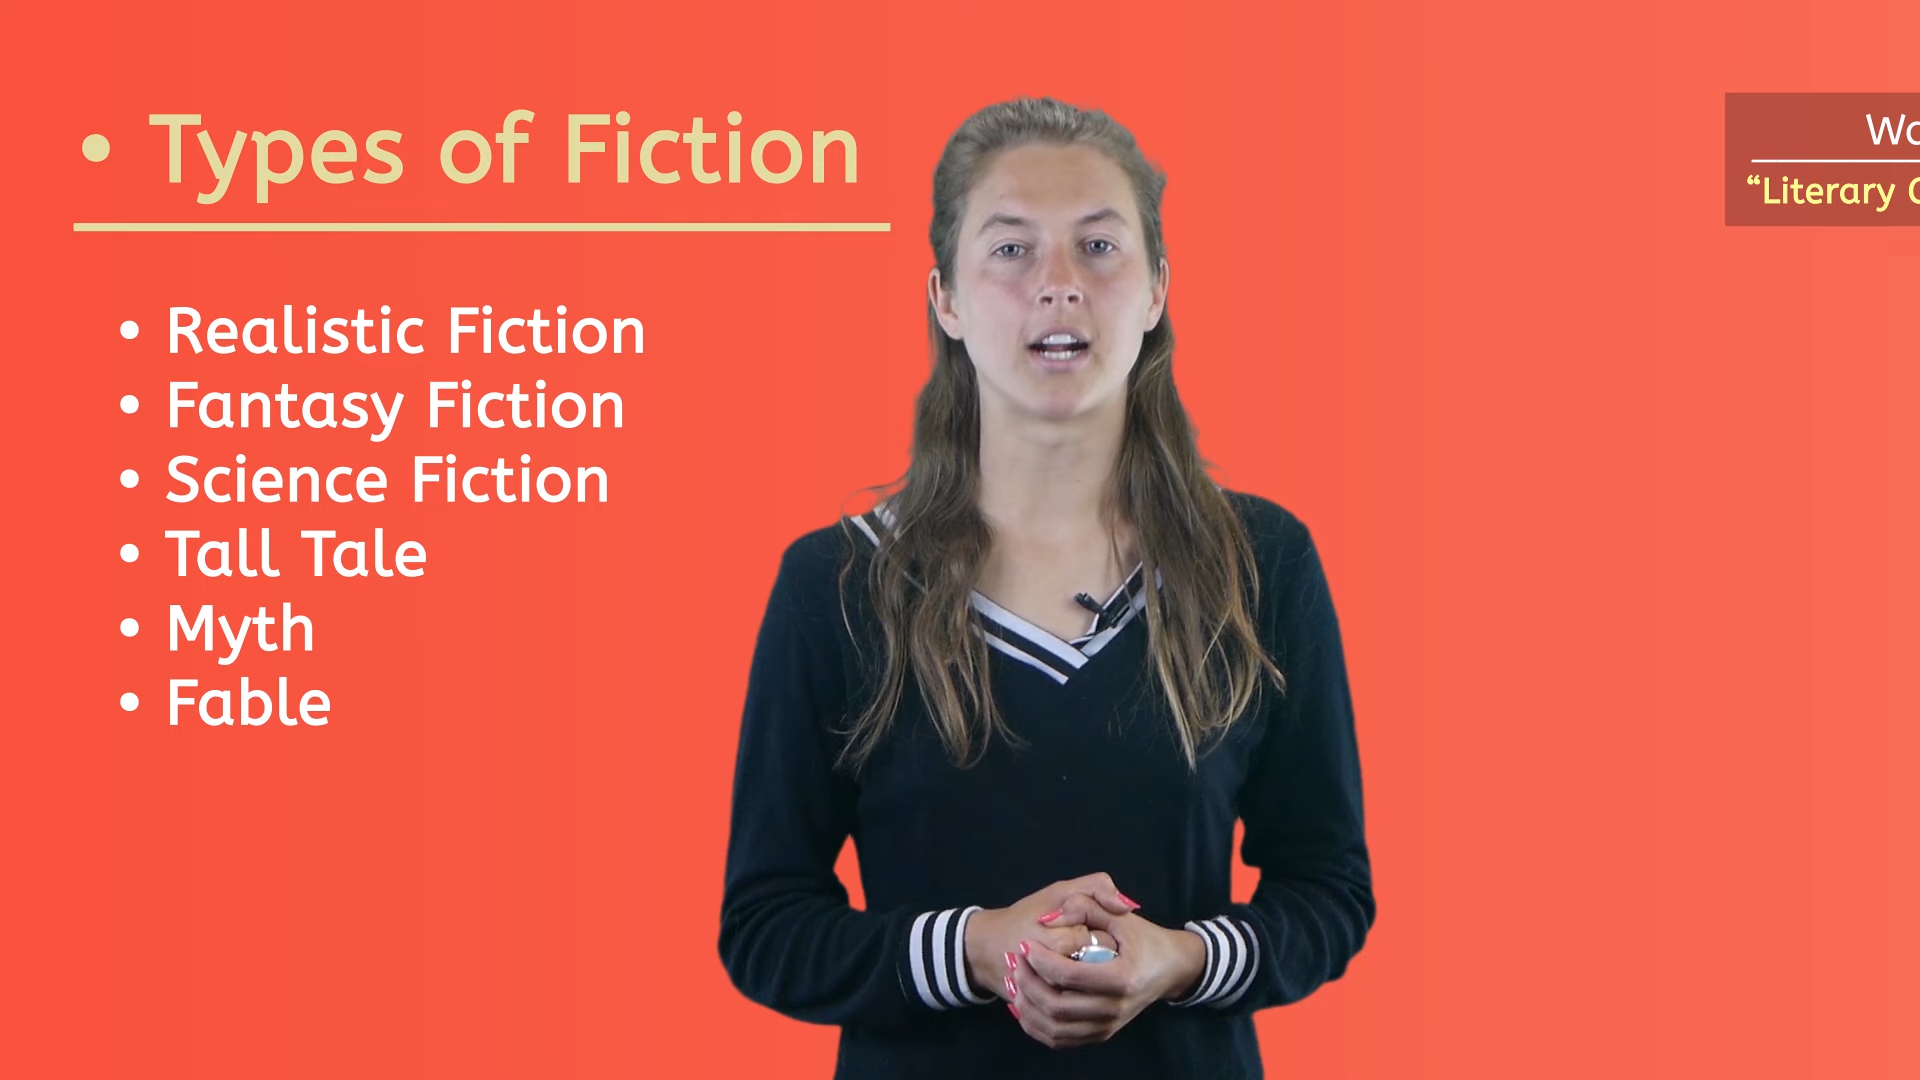 • Types of Fiction
• Realistic Fiction
• Fantasy Fiction
• Science Fiction
• Tall Tale
• Myth
• Fable
“Literary